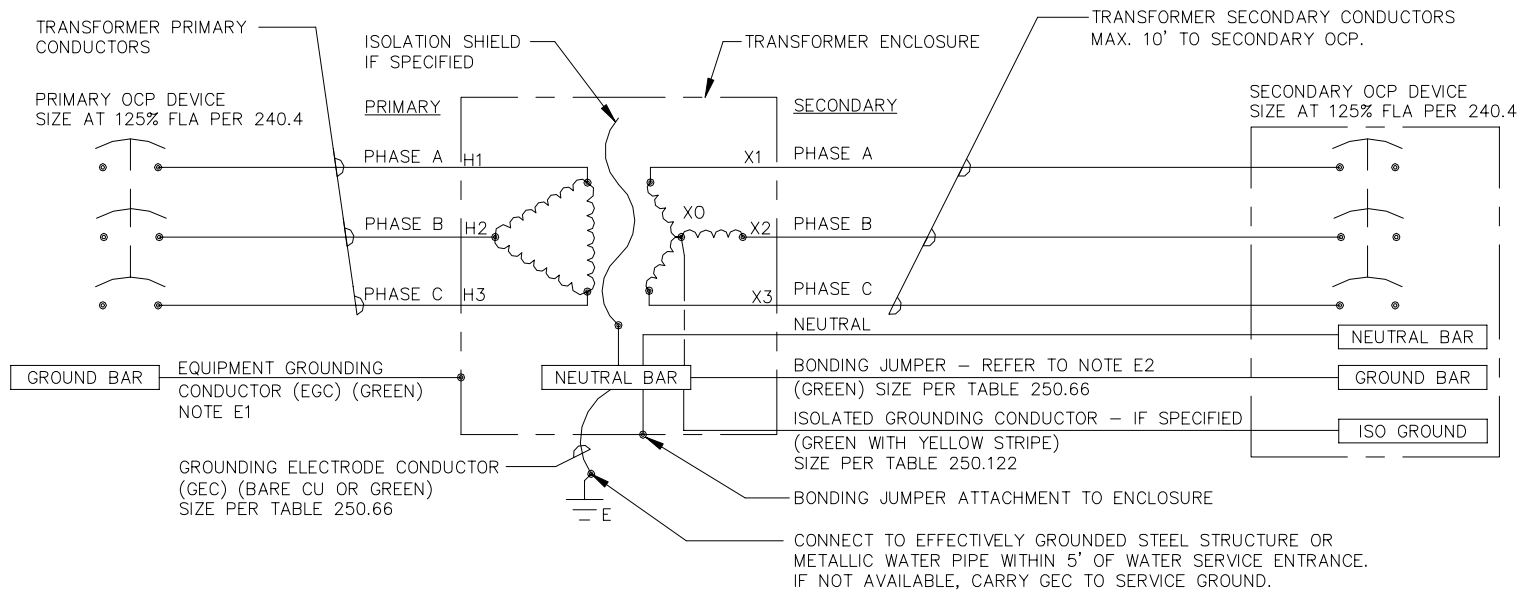 TRANSFORMER PRIMARY
CONDUCTORS
ISOLATION SHIELD
IF SPECIFIED
TRANSFORMER ENCLOSURE
TRANSFORMER SECONDARY CONDUCTORS
MAX. 10' TO SECONDARY OCP.
PRIMARY OCP DEVICE
SIZE AT 125% FLA PER 240.4
PRIMARY
SECONDARY
SECONDARY OCP DEVICE
SIZE AT 125% FLA PER 240.4
PHASE A
H1
X1
PHASE A
PHASE B
H2
X0
X2
PHASE B
PHASE C
H3
X3
PHASE C
NEUTRAL
NEUTRAL BAR
GROUND BAR
EQUIPMENT GROUNDING
CONDUCTOR (EGC) (GREEN)
NOTE E1
NEUTRAL BAR
BONDING JUMPER – REFER TO NOTE E2
(GREEN) SIZE PER TABLE 250.66
GROUND BAR
ISOLATED GROUNDING CONDUCTOR – IF SPECIFIED
(GREEN WITH YELLOW STRIPE)
SIZE PER TABLE 250.122
ISO GROUND
GROUNDING ELECTRODE CONDUCTOR
(GEC) (BARE CU OR GREEN)
SIZE PER TABLE 250.66
E
BONDING JUMPER ATTACHMENT TO ENCLOSURE
CONNECT TO EFFECTIVELY GROUNDED STEEL STRUCTURE OR
METALLIC WATER PIPE WITHIN 5' OF WATER SERVICE ENTRANCE.
IF NOT AVAILABLE, CARRY GEC TO SERVICE GROUND.